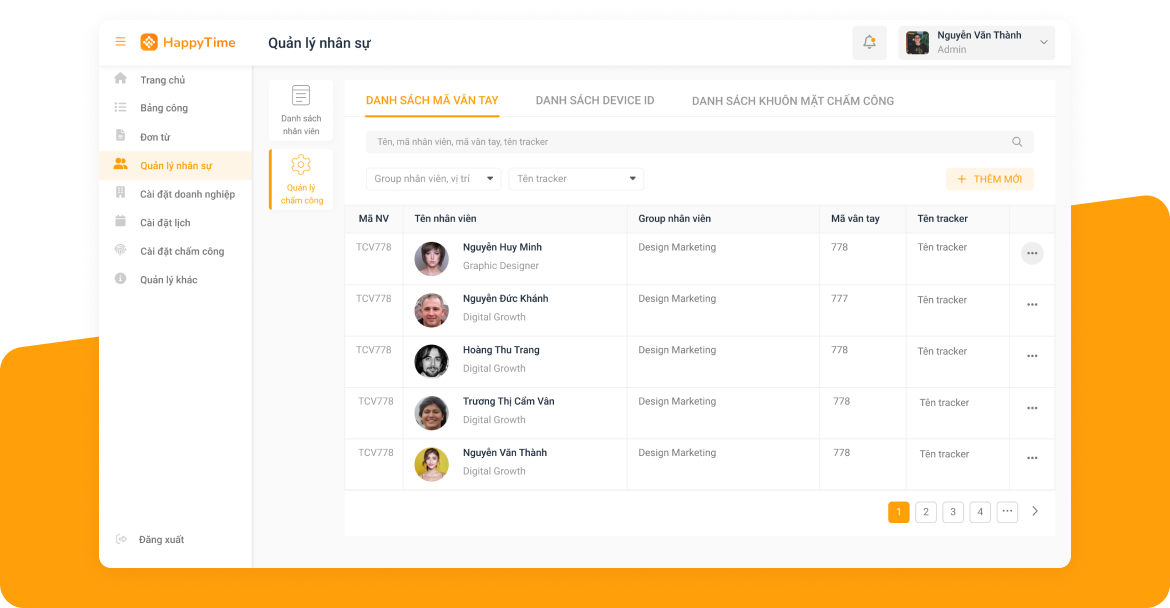 HappyTime
Quản lý nhân sự
Nguyễn Văn Thành
Admin
Trang chủ
Bảng công
Đơn từ
Quản lý nhân sự
Cài đặt doanh nghiệp
Cài đặt lịch
Cài đặt chấm công
Quản lý khác
Đăng xuất
Danh sách
nhân viên
Quản lý
chấm công
DANH SÁCH MÃ VÂN TAY DANH SÁCH DEVICE ID DANH SÁCH KHUÔN MẶT CHẤM CÔNG
Tên, mã nhân viên, mã vân tay, tên tracker
Group nhân viên, vị trí Tên tracker + THÊM MỚI
Mã NV Tên nhân viên Group nhân viên Mã vân tay Tên tracker
TCV778 Nguyễn Huy Minh Design Marketing 778 Tên tracker
Graphic Designer
TCV778 Nguyễn Đức Khánh Design Marketing 777 Tên tracker
Digital Growth
TCV778 Hoàng Thu Trang Design Marketing 778 Tên tracker
Digital Growth
TCV778 Trương Thị Cẩm Vân Design Marketing 778 Tên tracker
Digital Growth
TCV778 Nguyễn Văn Thành Design Marketing 778 Tên tracker
Digital Growth
1 2 3 4 ...